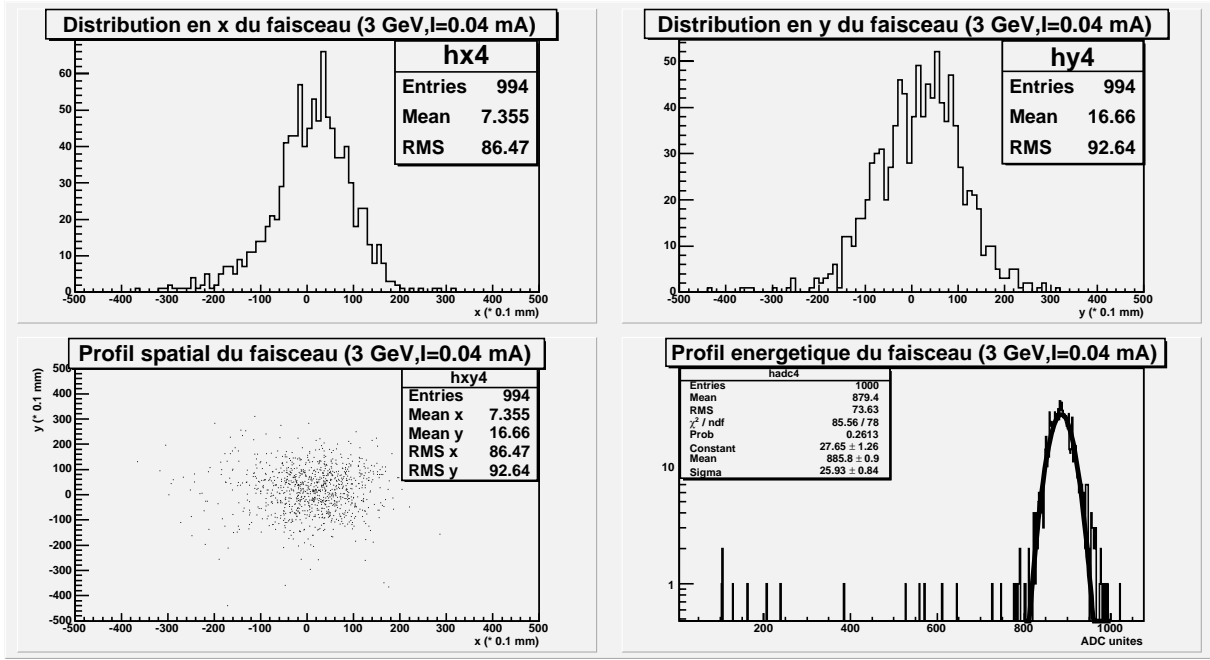 Distribution en x du faisceau (3 GeV,I=0.04 mA)
hx4
Entries 994
Mean 7.355
RMS 86.47
60
50
40
30
20
10
0
-500 -400 -300 -200 -100 0 100 200 300 400 500
x (* 0.1 mm)
Distribution en y du faisceau (3 GeV,I=0.04 mA)
hy4
Entries 994
Mean 16.66
RMS 92.64
50
40
30
20
10
0
-500 -400 -300 -200 -100 0 100 200 300 400 500
y (* 0.1 mm)
Profil spatial du faisceau (3 GeV,I=0.04 mA)
hxy4
Entries 994
Mean x 7.355
Mean y 16.66
RMS x 86.47
RMS y 92.64
y (* 0.1 mm)
500
400
300
200
100
0
-100
-200
-300
-400
-500
-500 -400 -300 -200 -100 0 100 200 300 400 500
x (* 0.1 mm)
Profil energetique du faisceau (3 GeV,I=0.04 mA)
hadc4
Entries 1000
Mean 879.4
RMS 73.63
χ² / ndf 85.56 / 78
Prob 0.2613
Constant 27.65 ± 1.26
Mean 885.8 ± 0.9
Sigma 25.93 ± 0.84
10
1
200 400 600 800 1000
ADC unites